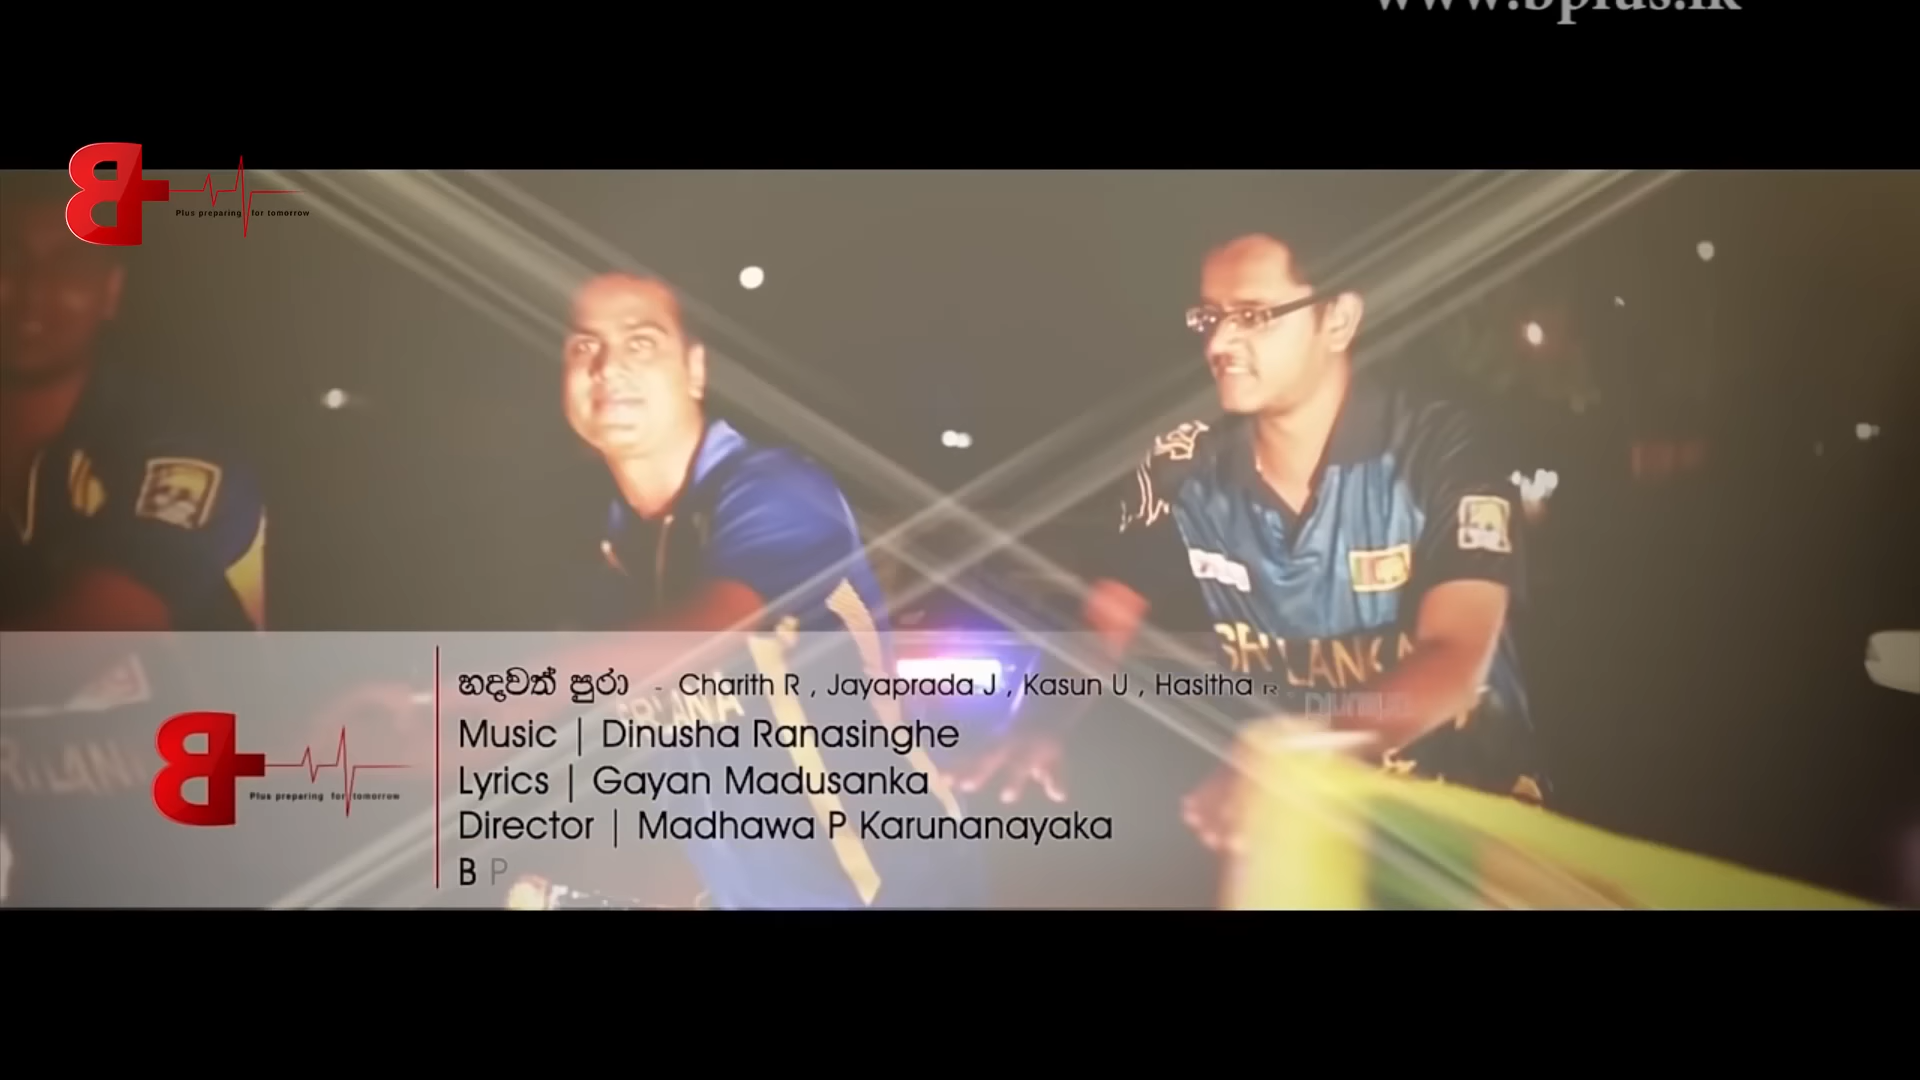 www.bplus.lk
B+
Plus preparing for tomorrow
SRI LANKA
හදවත් පුරා - Charith R , Jayaprada J , Kasun U , Hasitha R
Music | Dinusha Ranasinghe
Lyrics | Gayan Madusanka
Director | Madhawa P Karunanayaka
B P
B+
Plus preparing for tomorrow